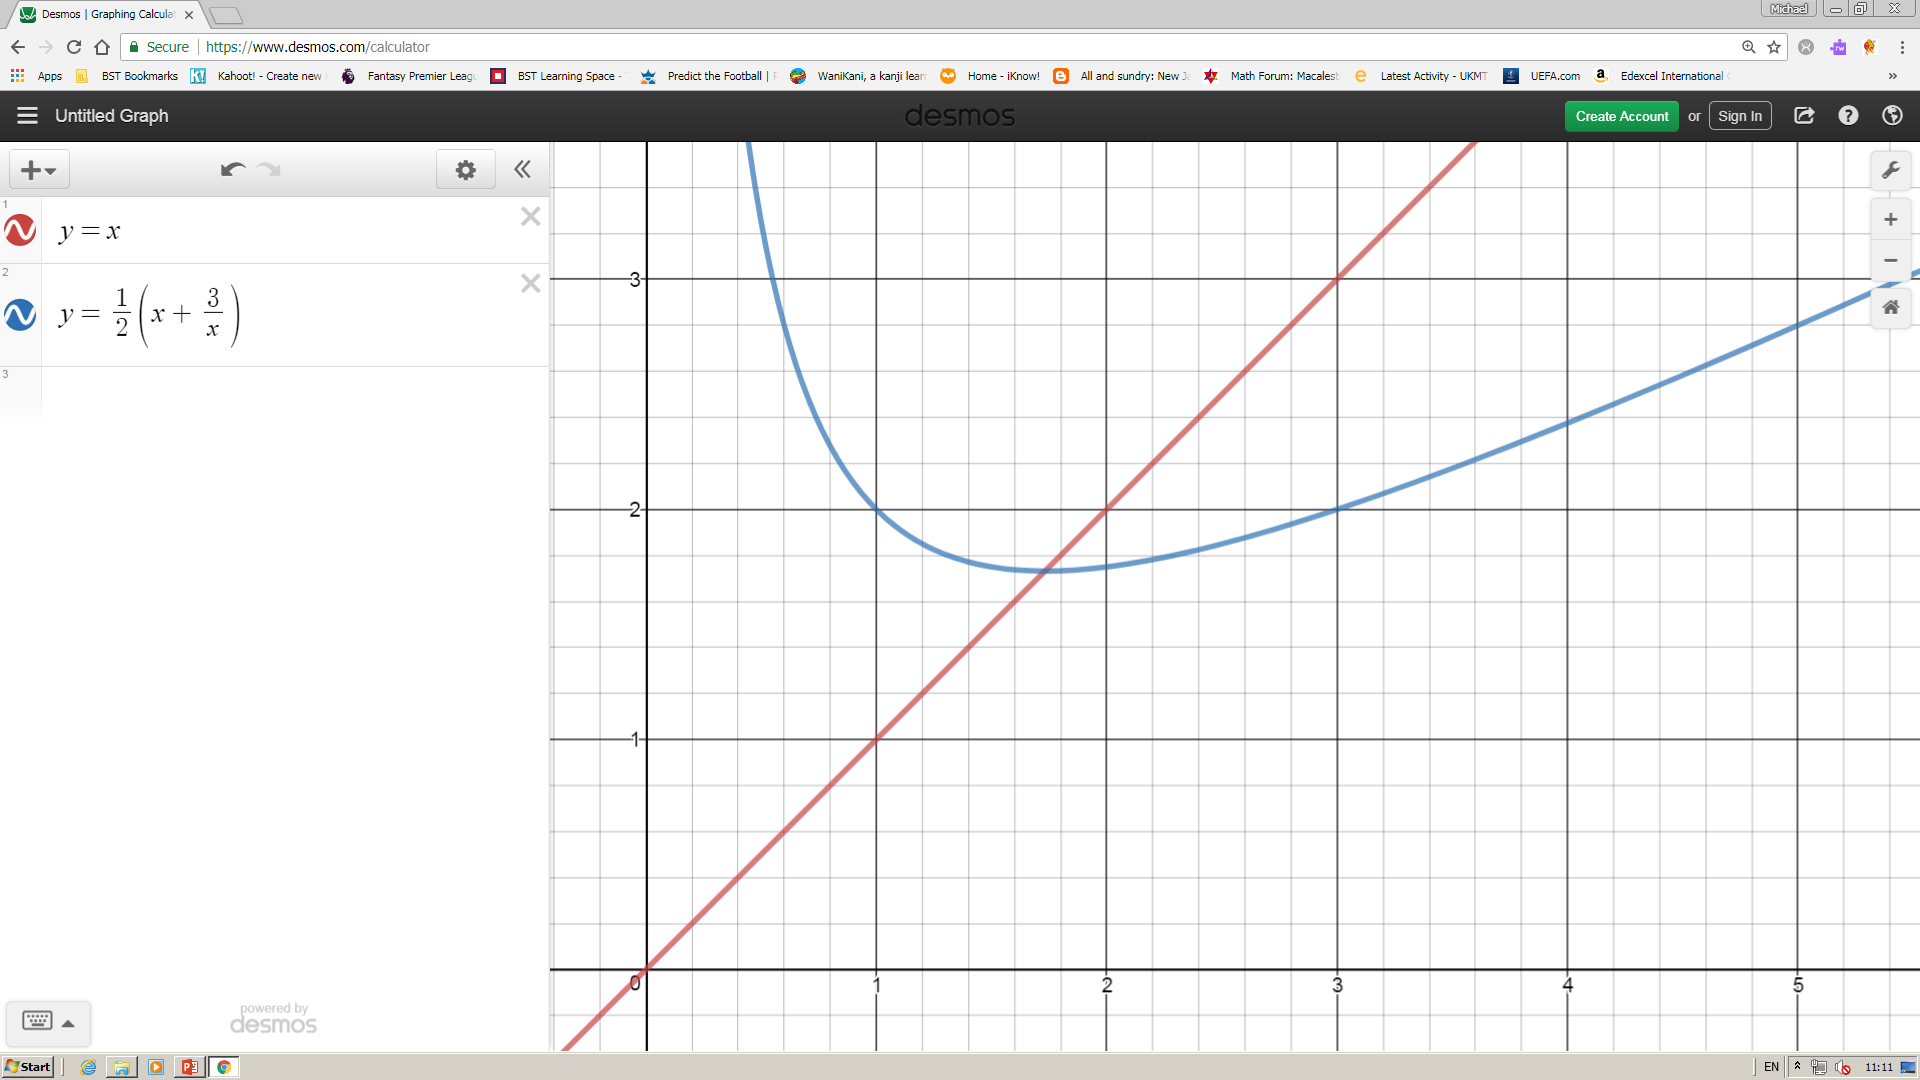 Desmos | Graphing Calcula
Michael
Secure https://www.desmos.com/calculator
Apps BST Bookmarks Kahoot! - Create new Fantasy Premier Leag BST Learning Space - Predict the Football | WaniKani, a kanji lear Home - iKnow! All and sundry: New Ja Math Forum: Macalest Latest Activity - UKMT UEFA.com Edexcel International »
Untitled Graph desmos Create Account or Sign In
1
y = x
2
y = 1/2 (x + 3/x)
3
3
2
1
0 1 2 3 4 5
powered by
desmos
Start EN 11:11